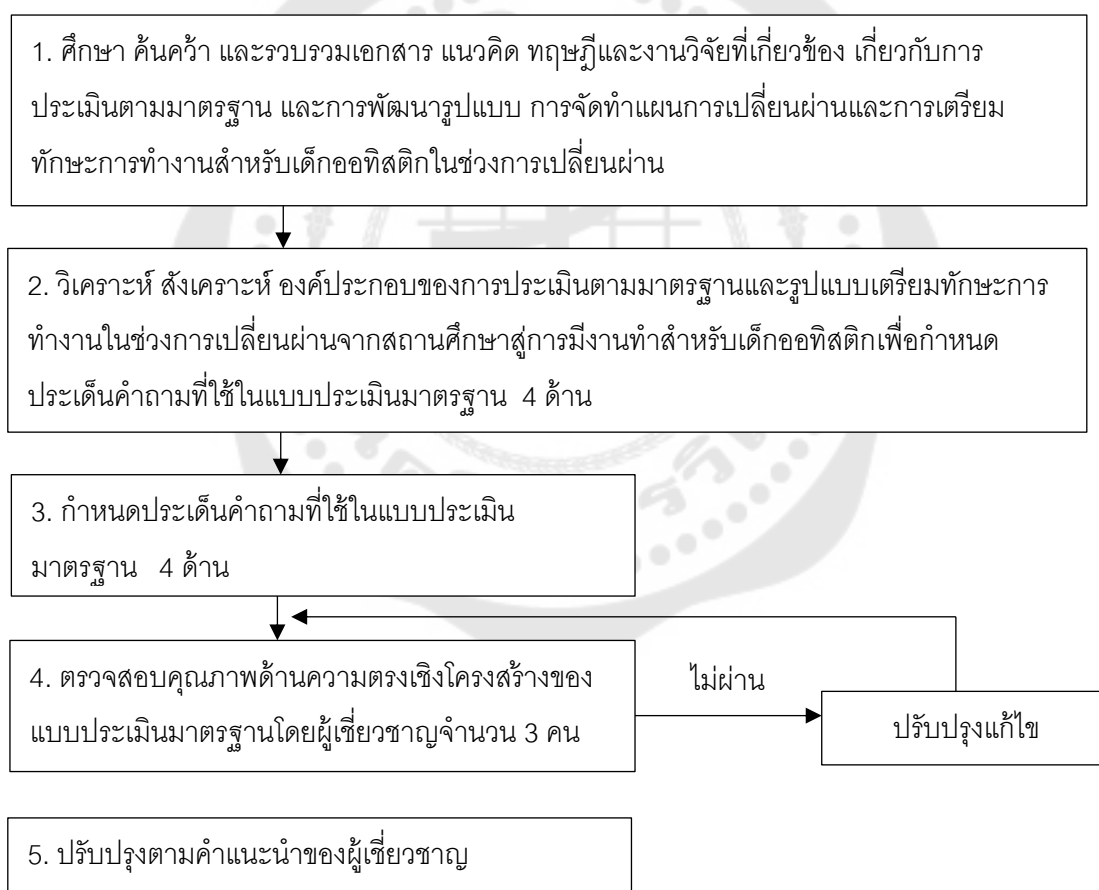 1. ศึกษา ค้นคว้า และรวบรวมเอกสาร แนวคิด ทฤษฎีและงานวิจัยที่เกี่ยวข้อง เกี่ยวกับการ
ประเมินตามมาตรฐาน และการพัฒนารูปแบบ การจัดทำแผนการเปลี่ยนผ่านและการเตรียม
ทักษะการทำงานสำหรับเด็กออทิสติกในช่วงการเปลี่ยนผ่าน
2. วิเคราะห์ สังเคราะห์ องค์ประกอบของการประเมินตามมาตรฐานและรูปแบบเตรียมทักษะการ
ทำงานในช่วงการเปลี่ยนผ่านจากสถานศึกษาสู่การมีงานทำสำหรับเด็กออทิสติกเพื่อกำหนด
ประเด็นคำถามที่ใช้ในแบบประเมินมาตรฐาน 4 ด้าน
3. กำหนดประเด็นคำถามที่ใช้ในแบบประเมิน
มาตรฐาน 4 ด้าน
4. ตรวจสอบคุณภาพด้านความตรงเชิงโครงสร้างของ
แบบประเมินมาตรฐานโดยผู้เชี่ยวชาญจำนวน 3 คน
ไม่ผ่าน
ปรับปรุงแก้ไข
5. ปรับปรุงตามคำแนะนำของผู้เชี่ยวชาญ